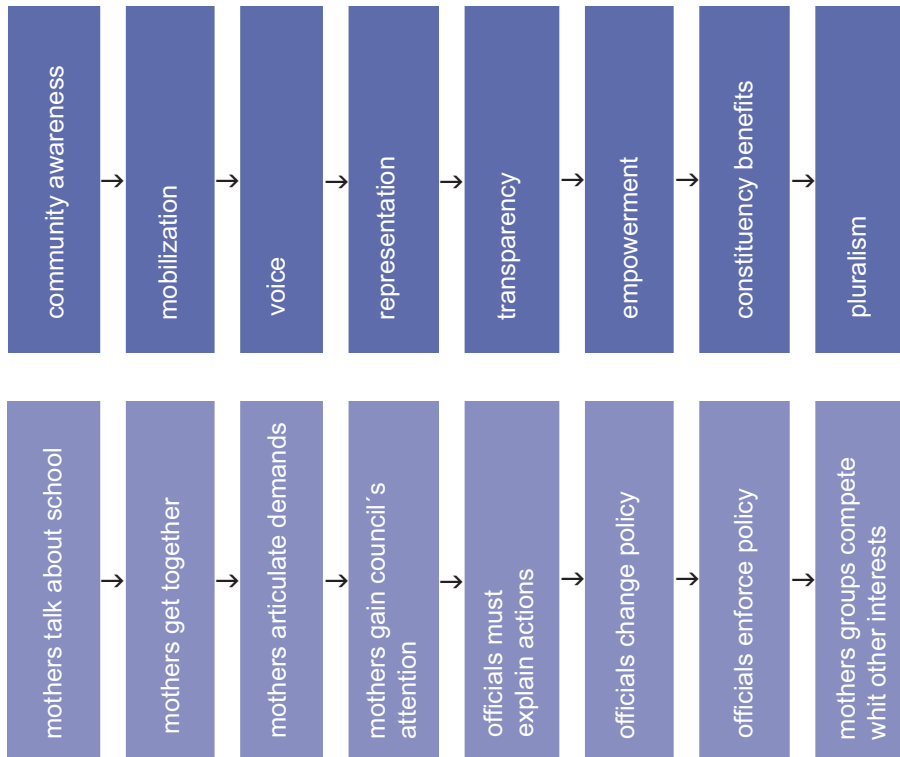 community awareness
mobilization
voice
representation
transparency
empowerment
constituency benefits
pluralism
mothers talk about school
mothers get together
mothers articulate demands
mothers gain council´s
attention
officials must
explain actions
officials change policy
officials enforce policy
mothers groups compete
whit other interests